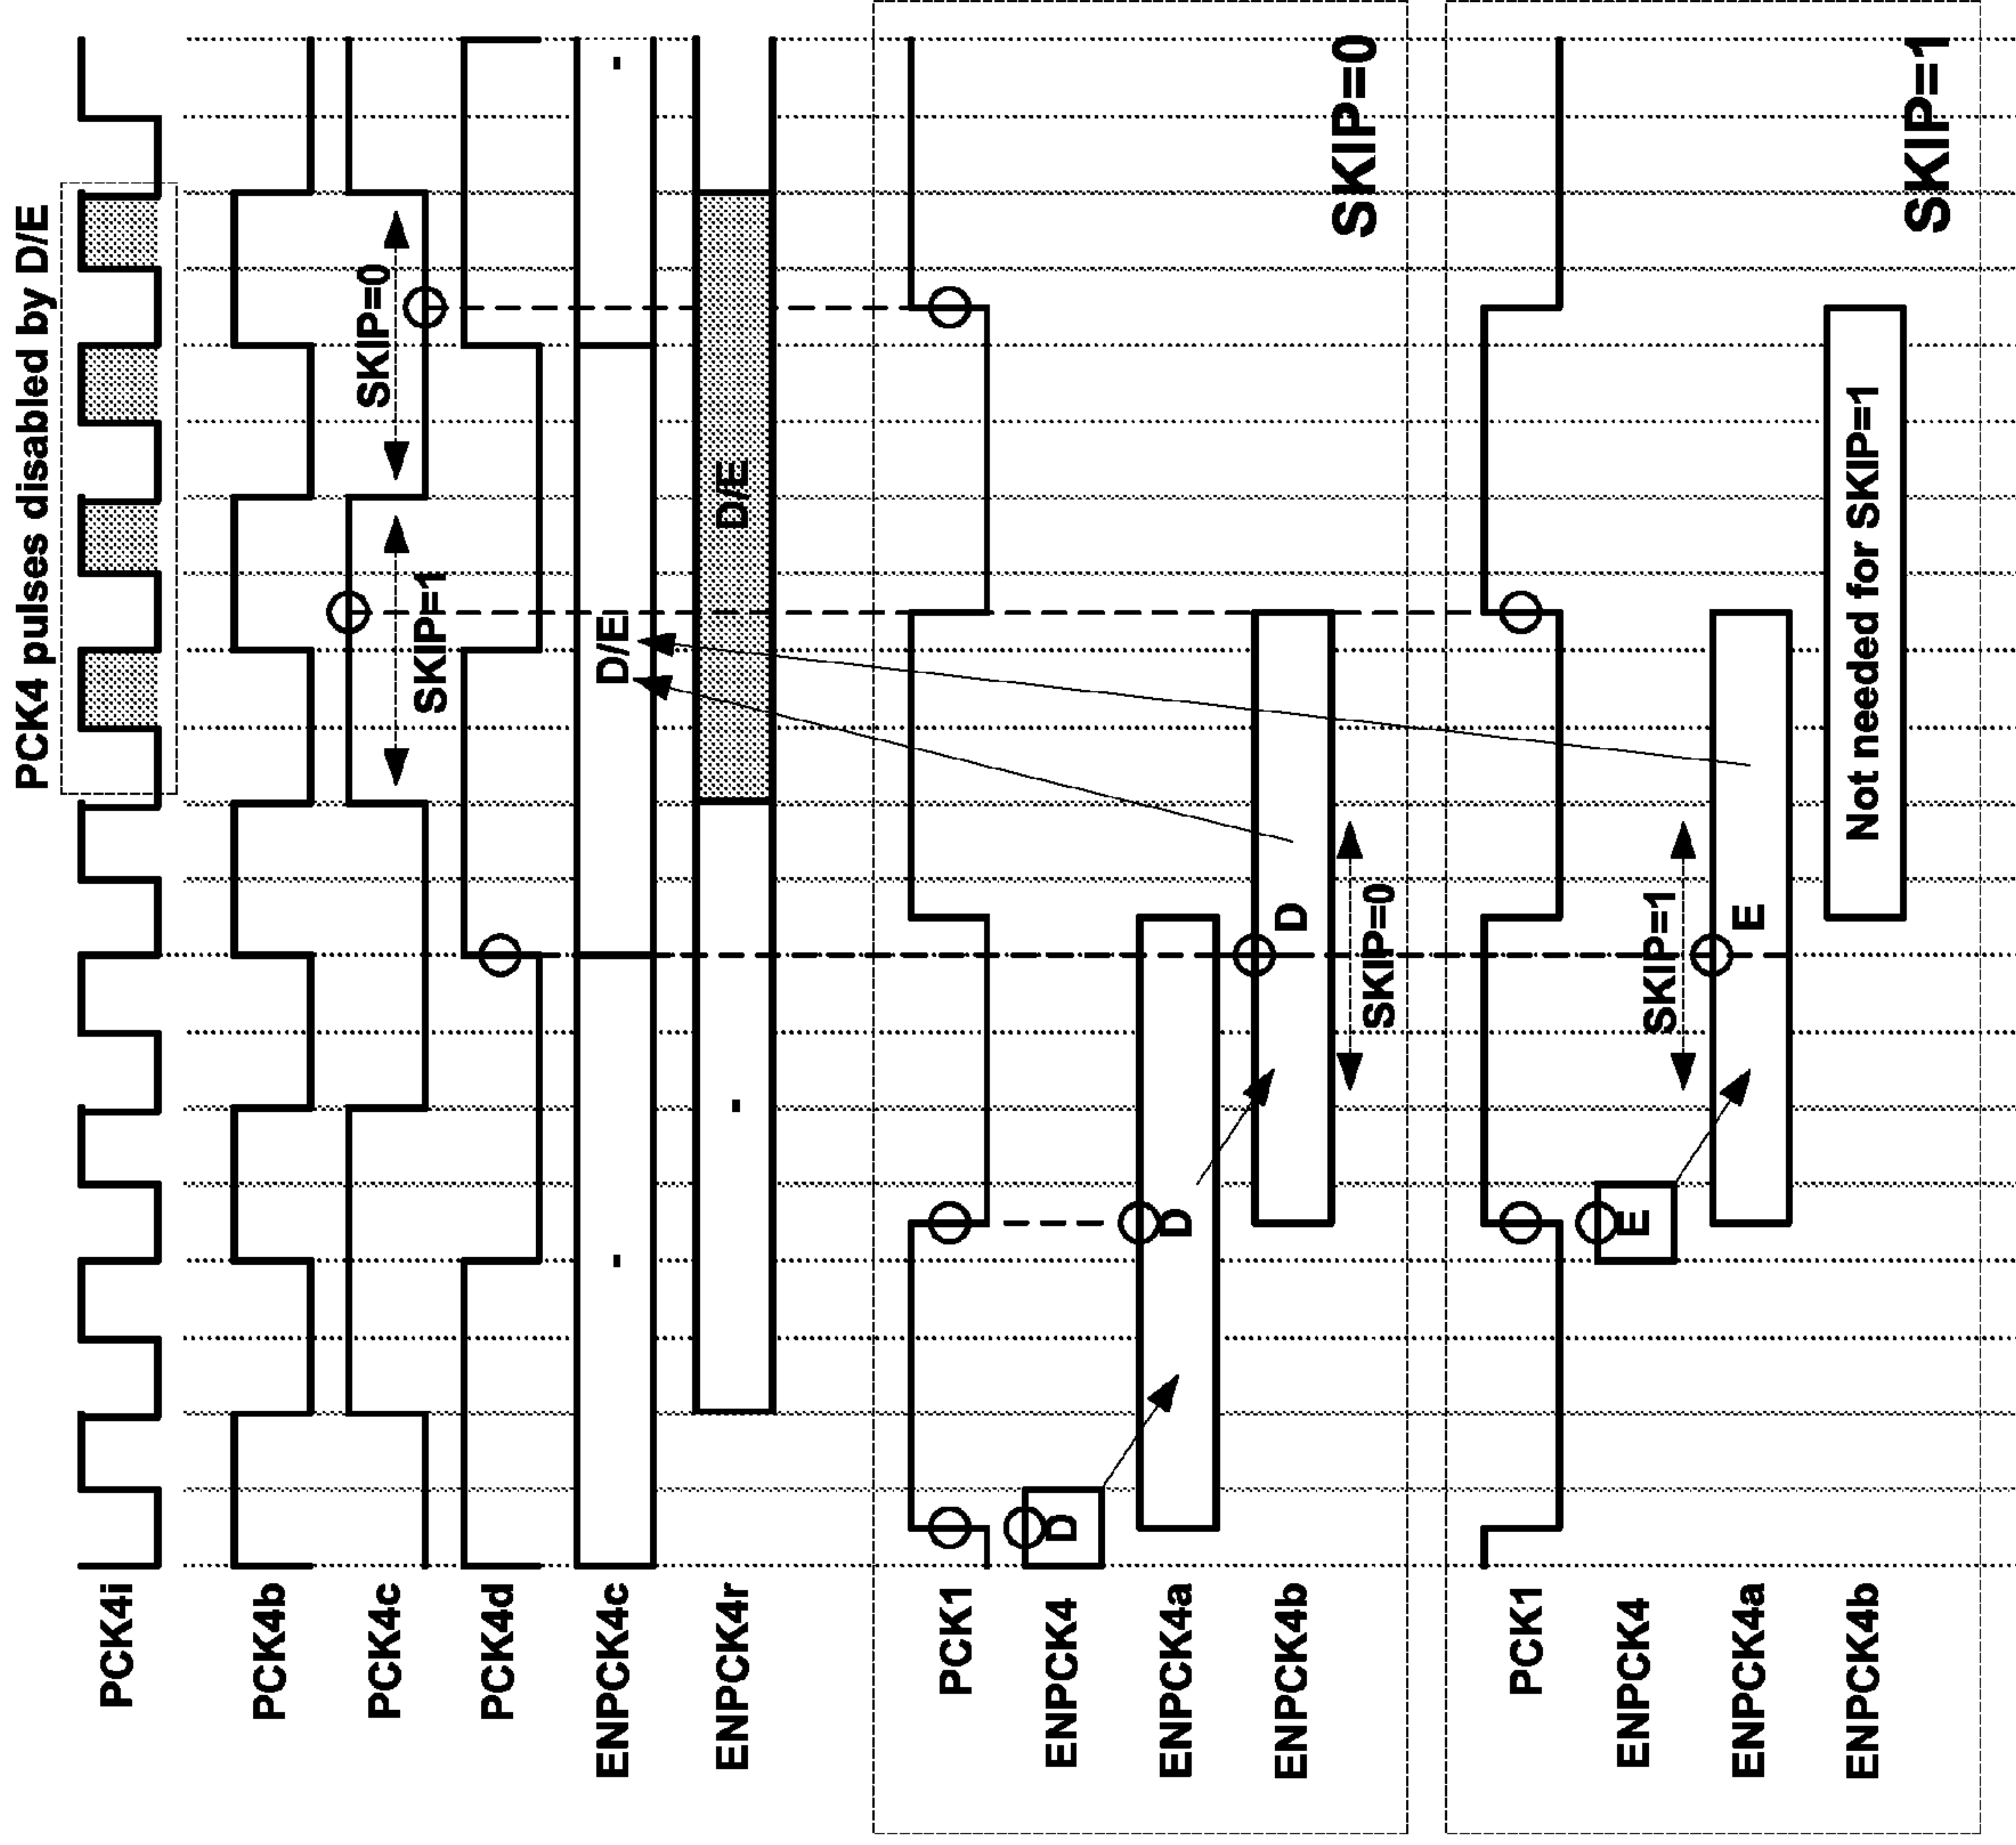 PCK4 pulses disabled by D/E
PCK4i
PCK4b
PCK4c
SKIP=1
SKIP=0
PCK4d
ENPCK4c
-
D/E
-
ENPCK4r
-
D/E
PCK1
ENPCK4
D
ENPCK4a
D
ENPCK4b
D
SKIP=0
SKIP=0
PCK1
ENPCK4
E
SKIP=1
ENPCK4a
E
ENPCK4b
Not needed for SKIP=1
SKIP=1